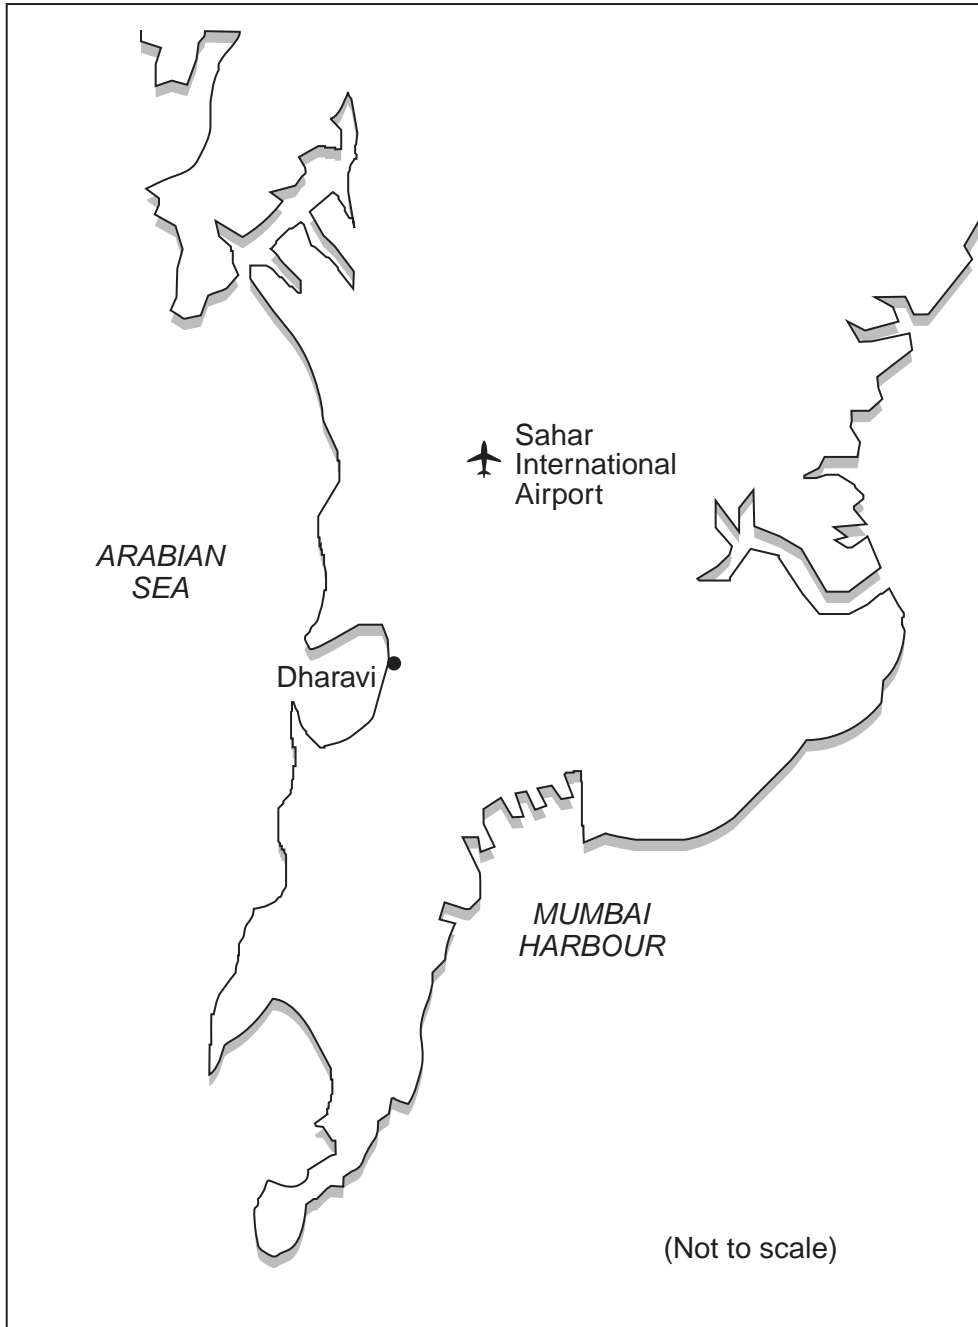 Sahar
International
Airport
ARABIAN
SEA
Dharavi
MUMBAI
HARBOUR
(Not to scale)